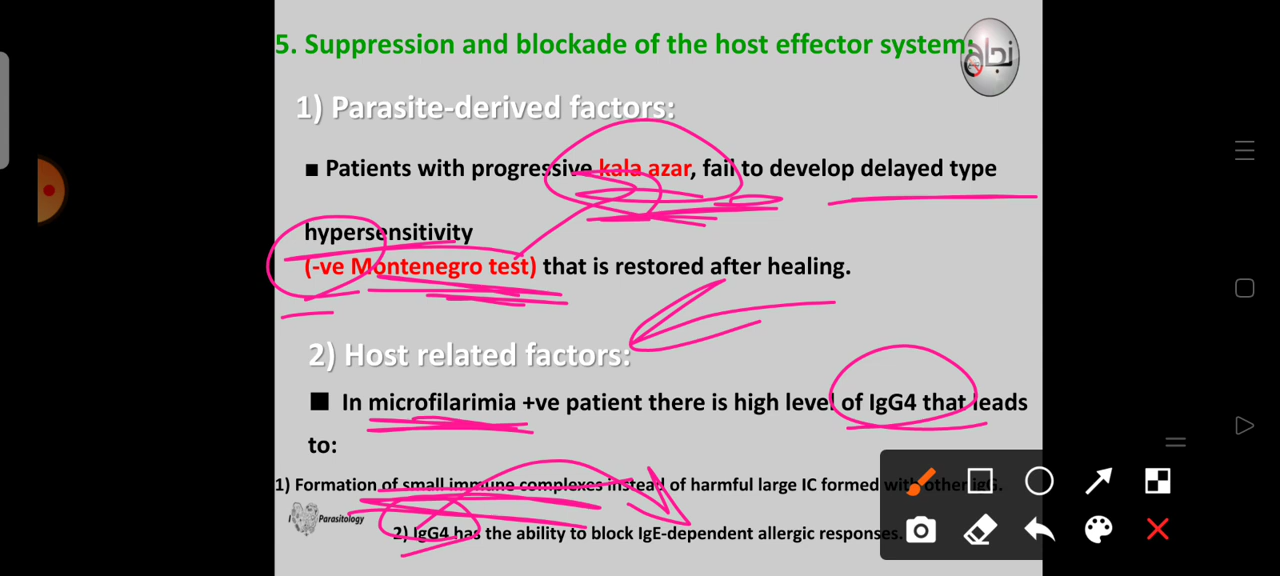 5. Suppression and blockade of the host effector system:
نجابي
1) Parasite-derived factors:
■ Patients with progressive kala azar, fail to develop delayed type
hypersensitivity
(-ve Montenegro test) that is restored after healing.
2) Host related factors:
■ In microfilarimia +ve patient there is high level of IgG4 that leads
to:
1) Formation of small immune complexes instead of harmful large IC formed with other IgG.
I Parasitology
2) IgG4 has the ability to block IgE-dependent allergic responses.